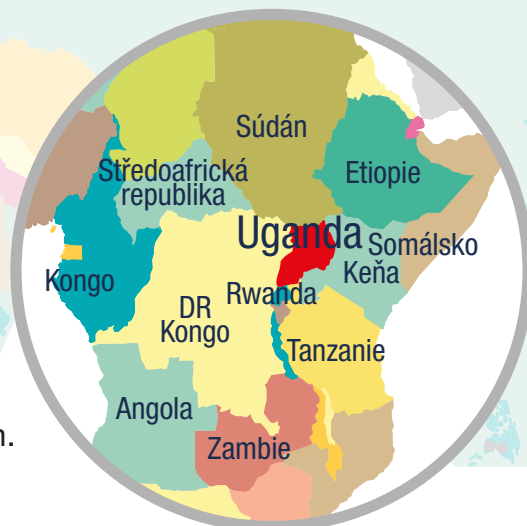 Súdán
Středoafrická
republika
Etiopie
Uganda
Somálsko
Keňa
Kongo
Rwanda
DR
Kongo
Tanzanie
Angola
Zambie